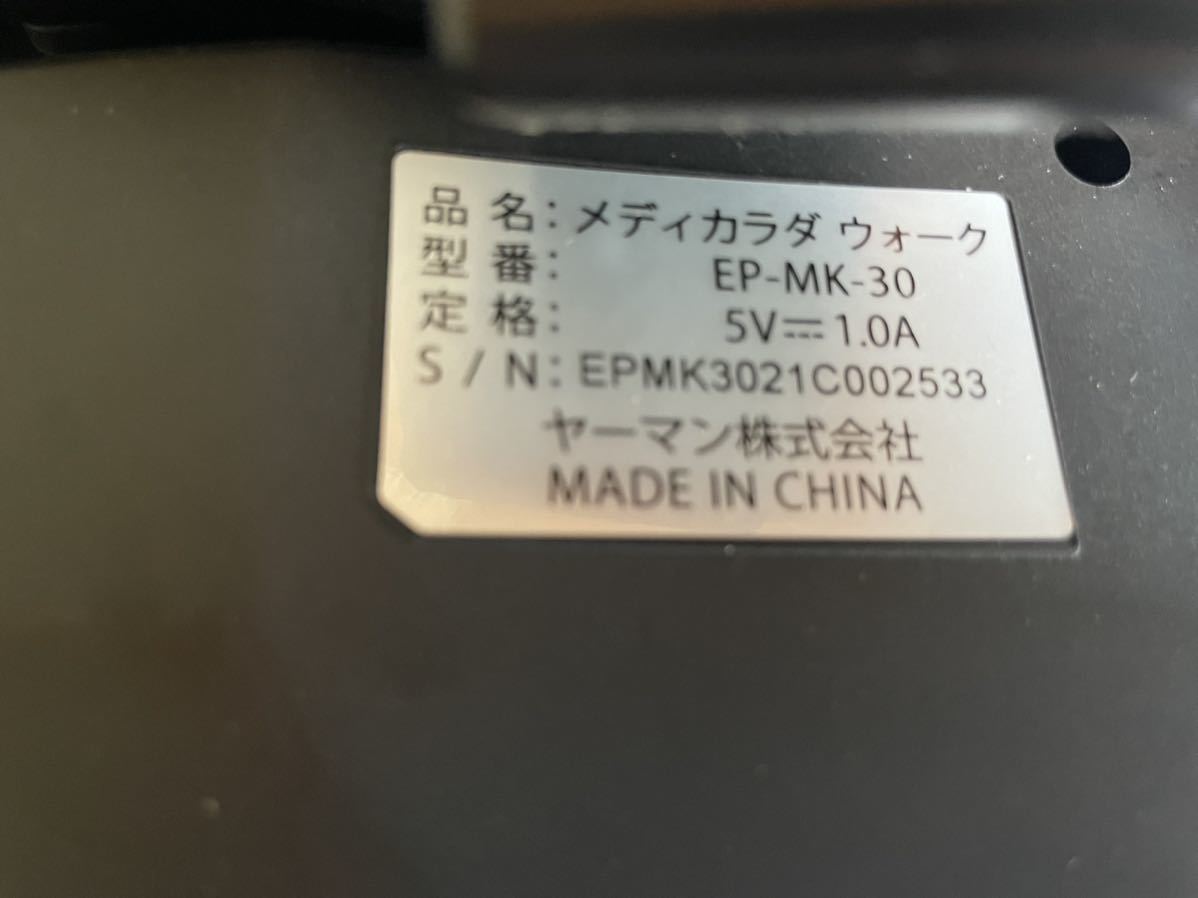 品 名：メディカラダ ウォーク
型 番：EP-MK-30
定 格：5V⎓1.0A
S / N：EPMK3021C002533
ヤーマン株式会社
MADE IN CHINA